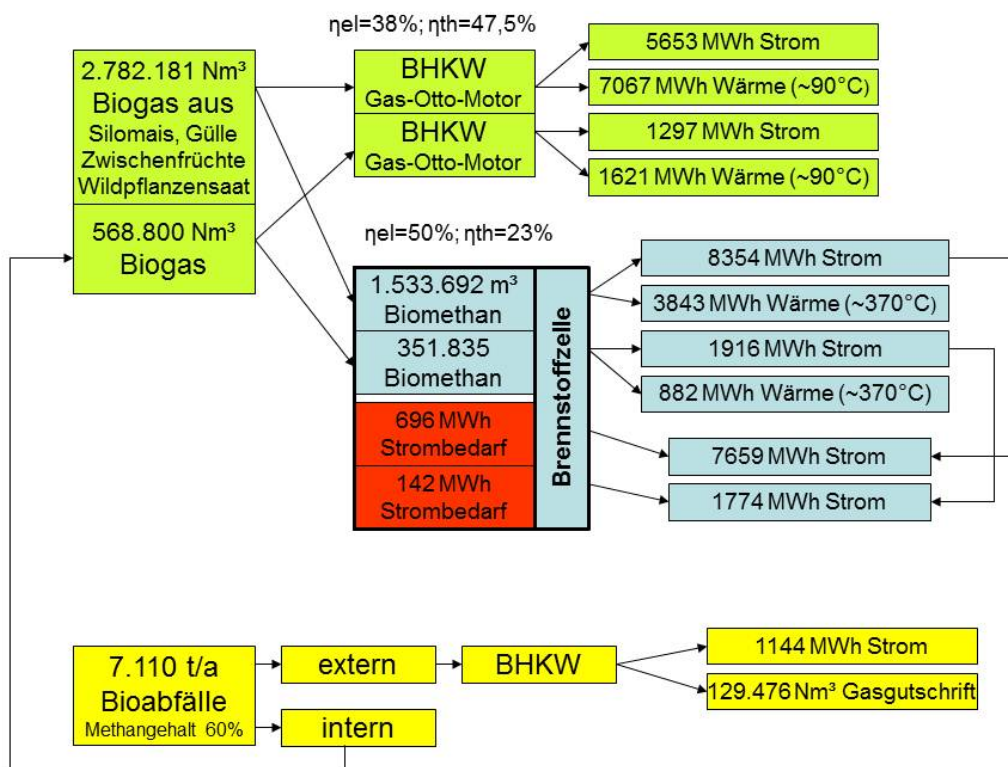 ηel=38%; ηth=47,5%
2.782.181 Nm³
Biogas aus
Silomais, Gülle
Zwischenfrüchte
Wildpflanzensaat
568.800 Nm³
Biogas
BHKW
Gas-Otto-Motor
BHKW
Gas-Otto-Motor
5653 MWh Strom
7067 MWh Wärme (~90°C)
1297 MWh Strom
1621 MWh Wärme (~90°C)
ηel=50%; ηth=23%
1.533.692 m³
Biomethan
351.835
Biomethan
696 MWh
Strombedarf
142 MWh
Strombedarf
Brennstoffzelle
8354 MWh Strom
3843 MWh Wärme (~370°C)
1916 MWh Strom
882 MWh Wärme (~370°C)
7659 MWh Strom
1774 MWh Strom
7.110 t/a
Bioabfälle
Methangehalt 60%
extern
intern
BHKW
1144 MWh Strom
129.476 Nm³ Gasgutschrift